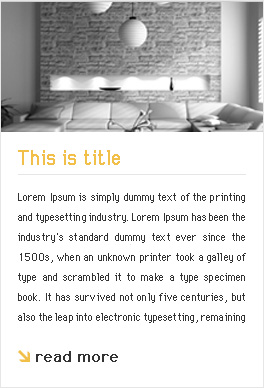 This is title
Lorem Ipsum is simply dummy text of the printing
and typesetting industry. Lorem Ipsum has been the
industry's standard dummy text ever since the
1500s, when an unknown printer took a galley of
type and scrambled it to make a type specimen
book. It has survived not only five centuries, but
also the leap into electronic typesetting, remaining
read more